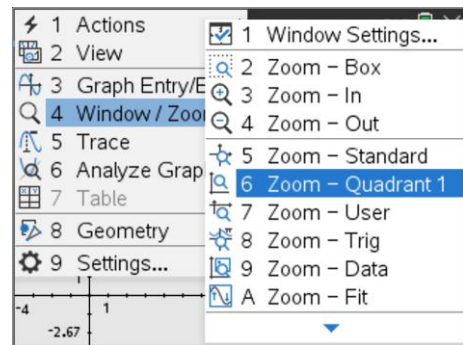 1 Actions
2 View
3 Graph Entry/E
4 Window / Zoo
5 Trace
6 Analyze Grap
7 Table
8 Geometry
9 Settings...
1 Window Settings...
2 Zoom – Box
3 Zoom – In
4 Zoom – Out
5 Zoom – Standard
6 Zoom – Quadrant 1
7 Zoom – User
8 Zoom – Trig
9 Zoom – Data
A Zoom – Fit
-4
1
-2.67